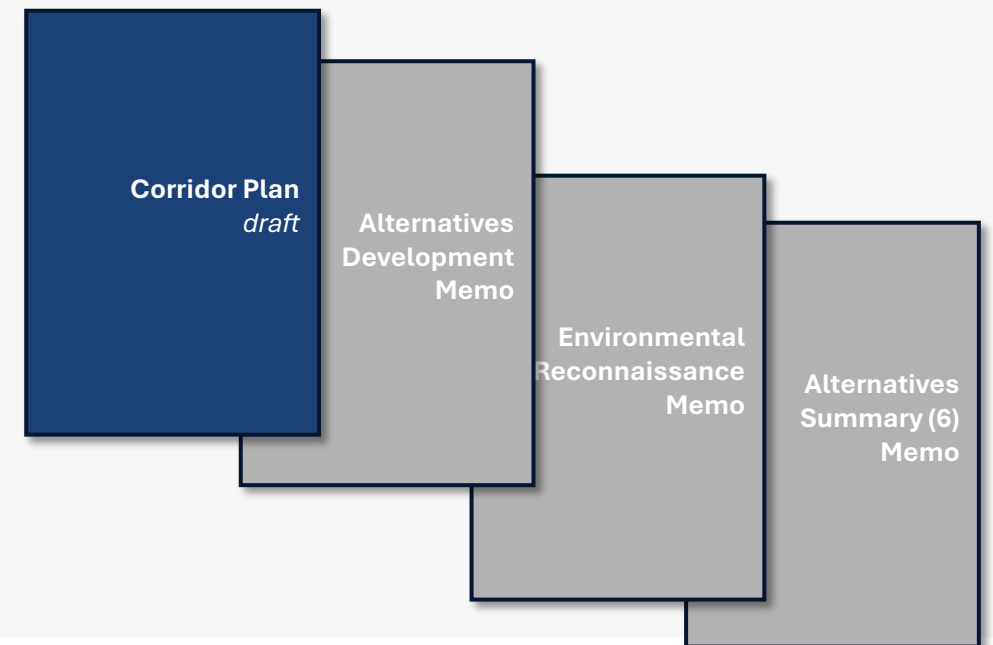 Corridor Plan
draft
Alternatives
Development
Memo
Environmental
Reconnaissance
Memo
Alternatives
Summary (6)
Memo